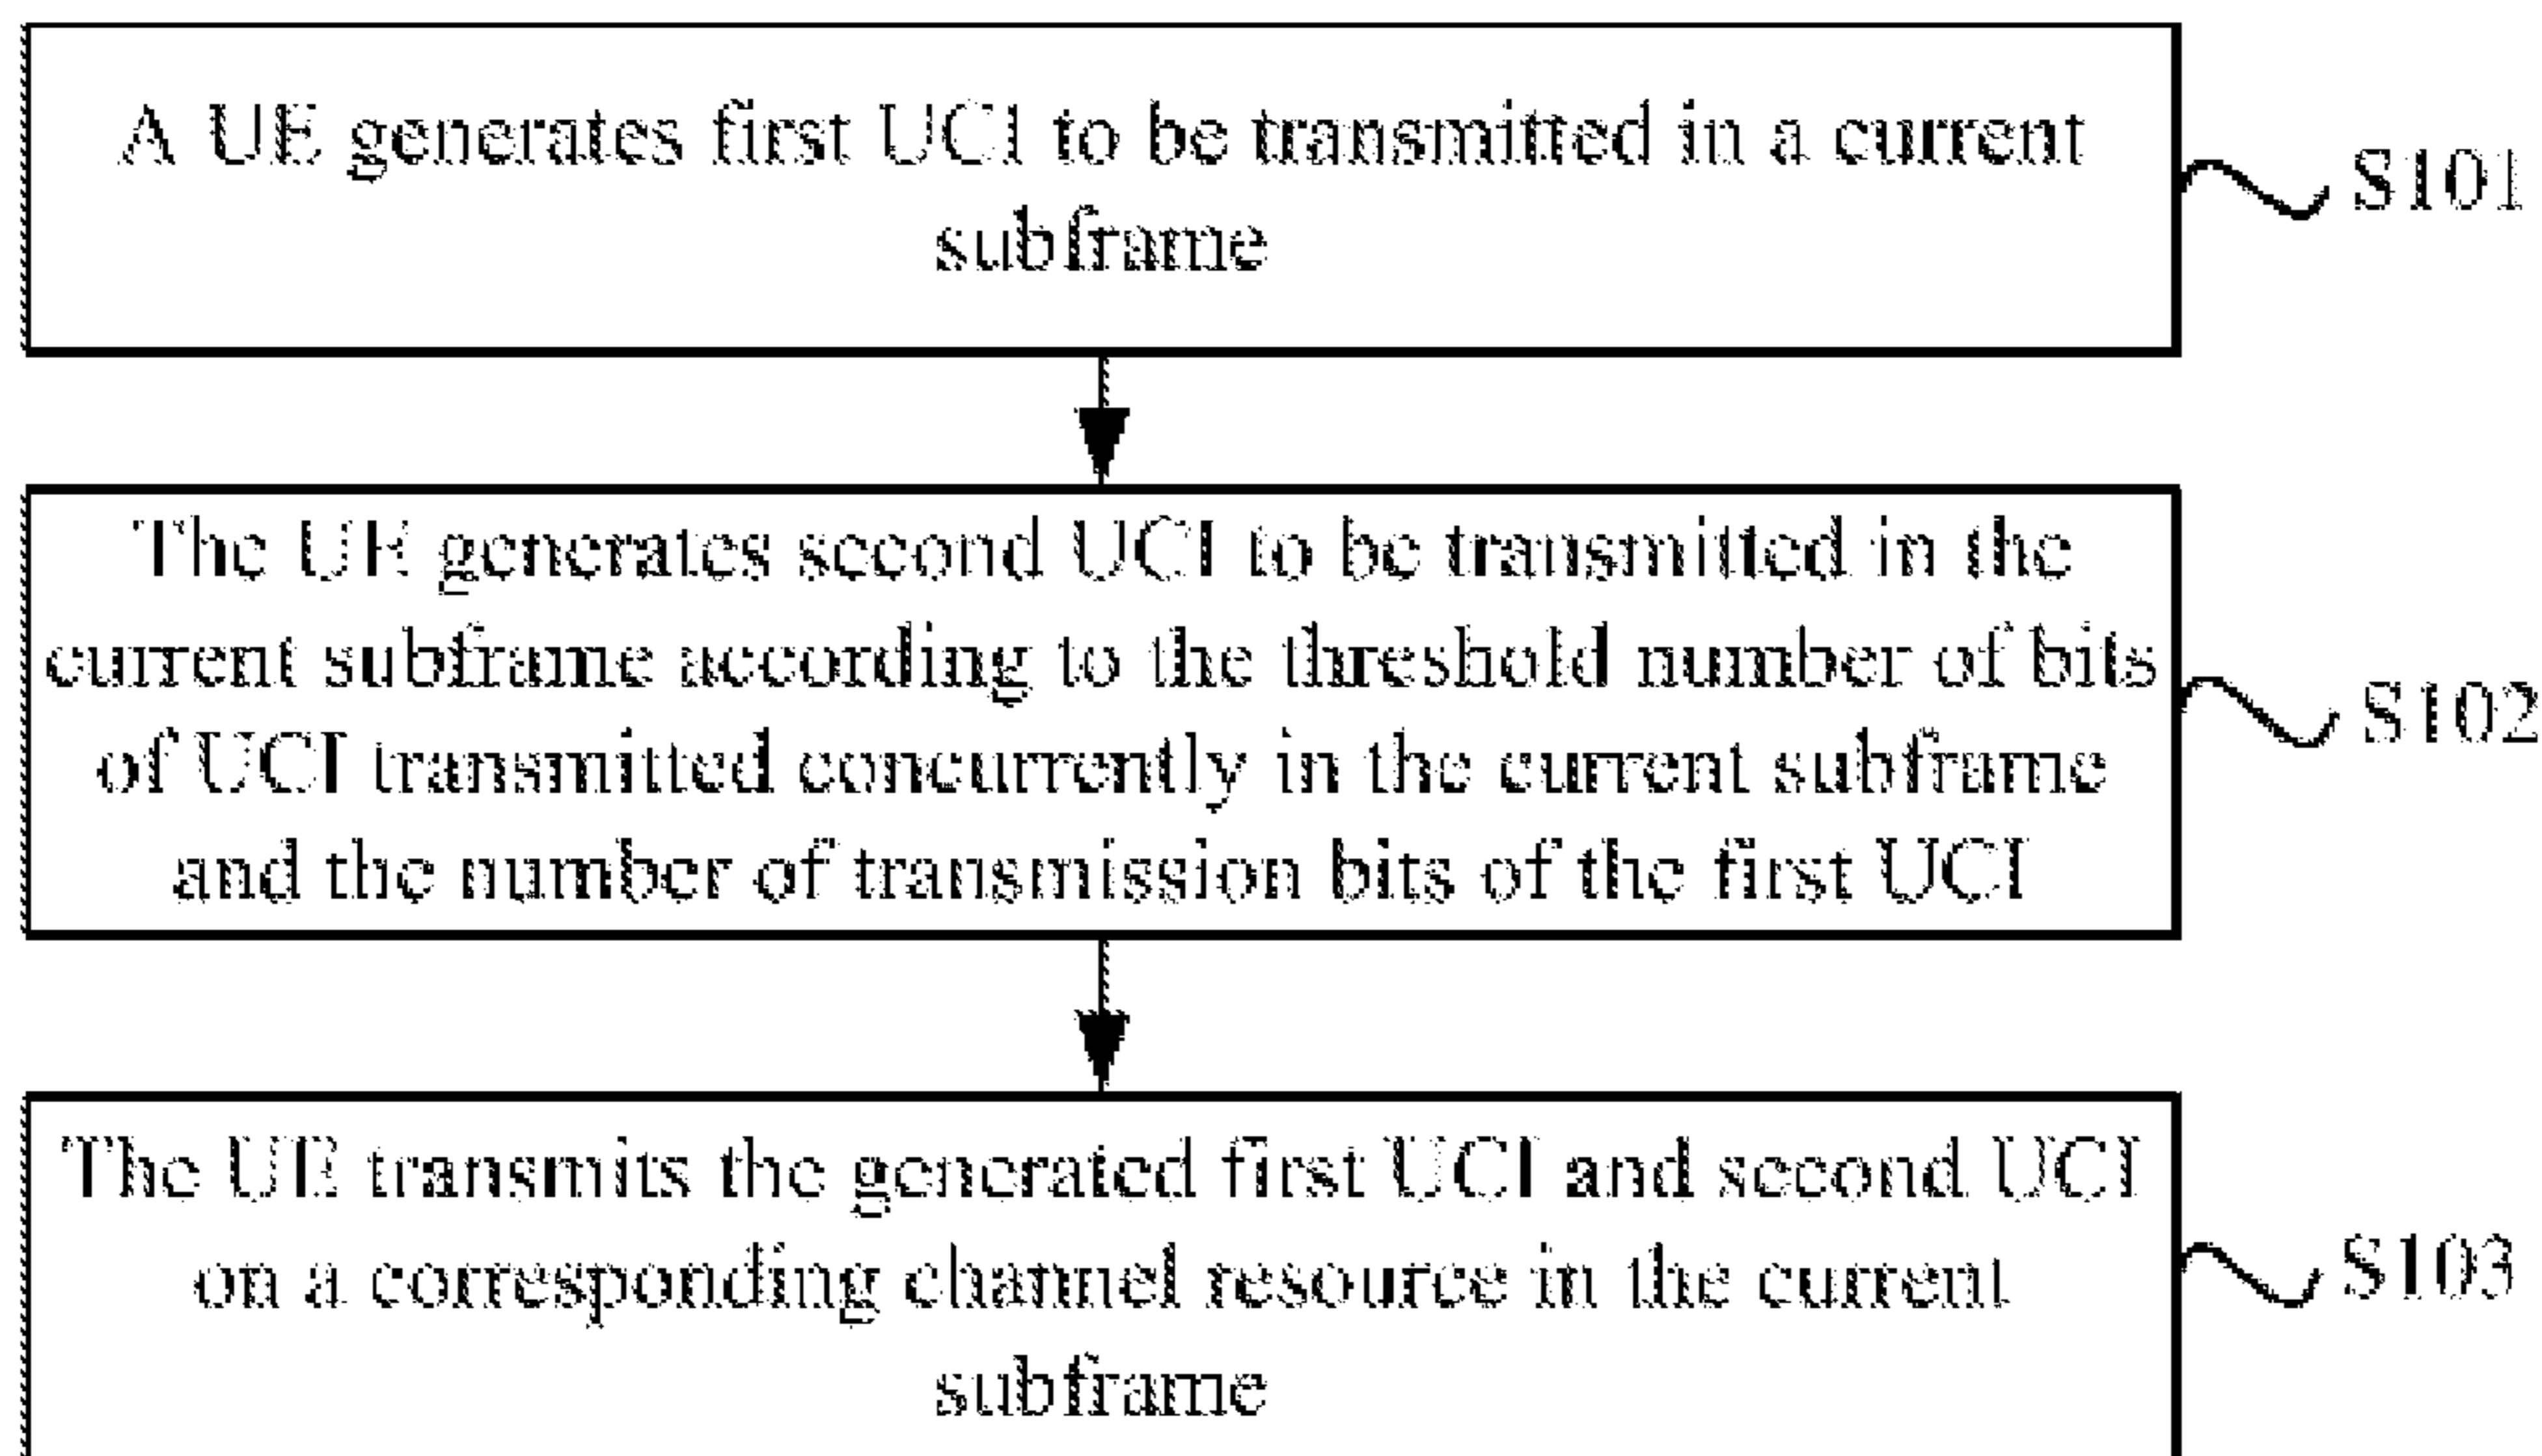 A UE generates first UCI to be transmitted in a current
subframe
S101
The UE generates second UCI to be transmitted in the
current subframe according to the threshold number of bits
of UCI transmitted concurrently in the current subframe
and the number of transmission bits of the first UCI
S102
The UE transmits the generated first UCI and second UCI
on a corresponding channel resource in the current
subframe
S103